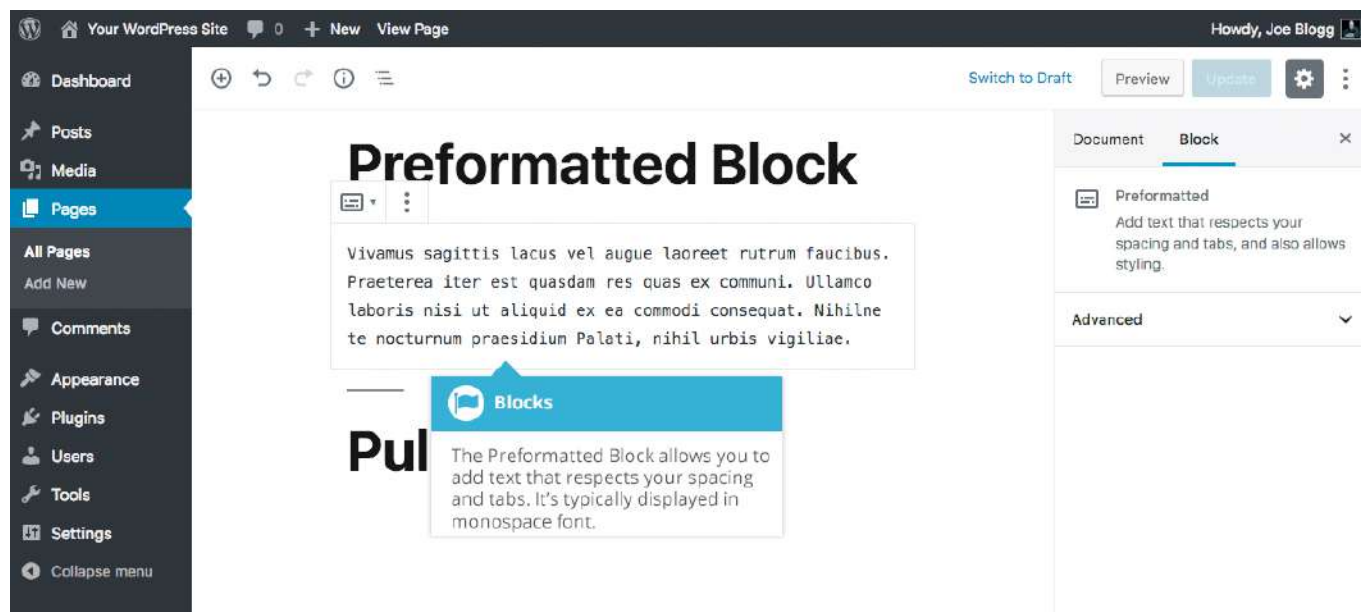 Your WordPress Site 0 New View Page Howdy, Joe Blogg
Dashboard
Posts
Media
Pages
All Pages
Add New
Comments
Appearance
Plugins
Users
Tools
Settings
Collapse menu
Switch to Draft Preview Update
Preformatted Block
Vivamus sagittis lacus vel augue laoreet rutrum faucibus.
Praeterea iter est quasdam res quas ex communi. Ullamco
laboris nisi ut aliquid ex ea commodi consequat. Nihilne
te nocturnum praesidium Palati, nihil urbis vigiliae.
Pul
Blocks
The Preformatted Block allows you to
add text that respects your spacing
and tabs. It's typically displayed in
monospace font.
Document Block
Preformatted
Add text that respects your
spacing and tabs, and also allows
styling.
Advanced